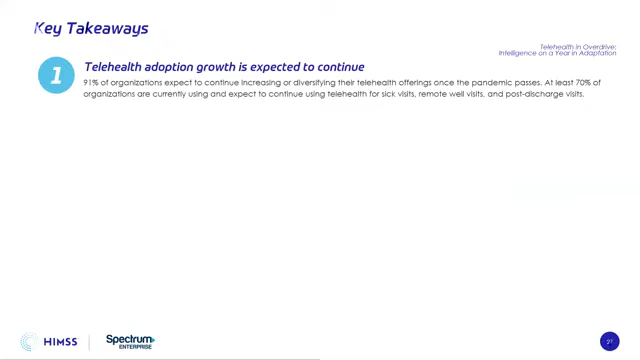 Key Takeaways
Telehealth in Overdrive:
Intelligence on a Year in Adaptation
1
Telehealth adoption growth is expected to continue
91% of organizations expect to continue increasing or diversifying their telehealth offerings once the pandemic passes. At least 70% of
organizations are currently using and expect to continue using telehealth for sick visits, remote well visits, and post-discharge visits.
HIMSS
Spectrum
ENTERPRISE
27